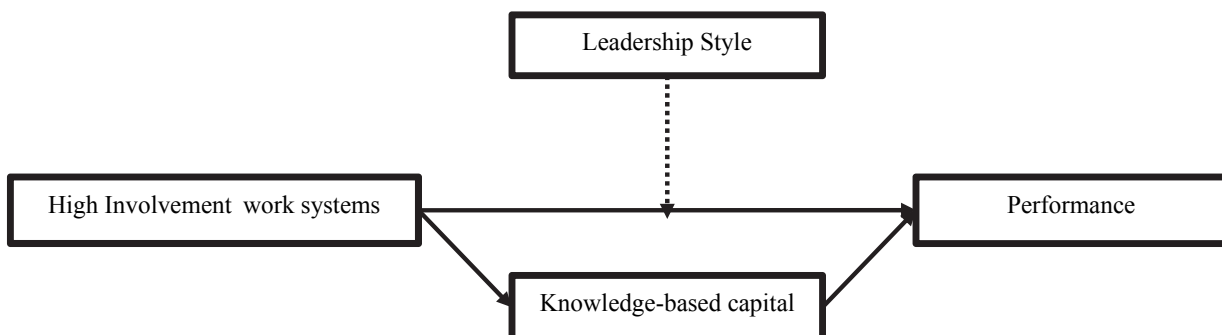 Leadership Style
High Involvement work systems
Performance
Knowledge-based capital